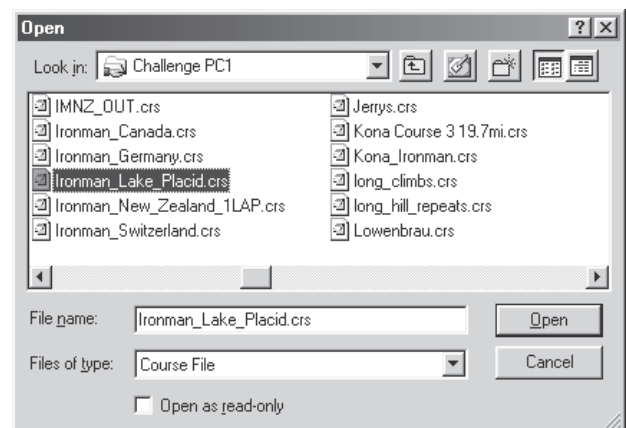 Open
Look in: Challenge PC1
IMNZ_OUT.crs
Ironman_Canada.crs
Ironman_Germany.crs
Ironman_Lake_Placid.crs
Ironman_New_Zealand_1LAP.crs
Ironman_Switzerland.crs
Jerrys.crs
Kona Course 3 19.7mi.crs
Kona_Ironman.crs
long_climbs.crs
long_hill_repeats.crs
Lowenbrau.crs
File name: Ironman_Lake_Placid.crs Open
Files of type: Course File Cancel
Open as read-only